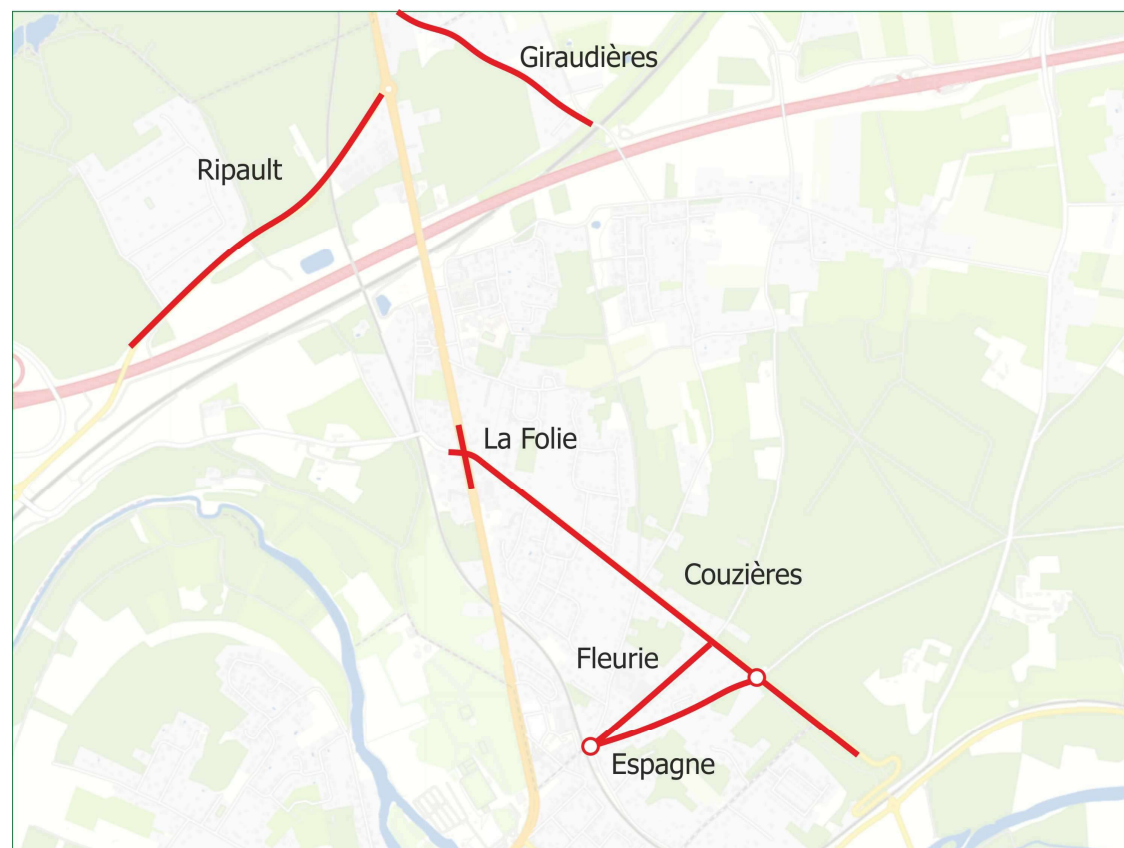 Giraudières
Ripault
La Folie
Couzières
Fleurie
Espagne